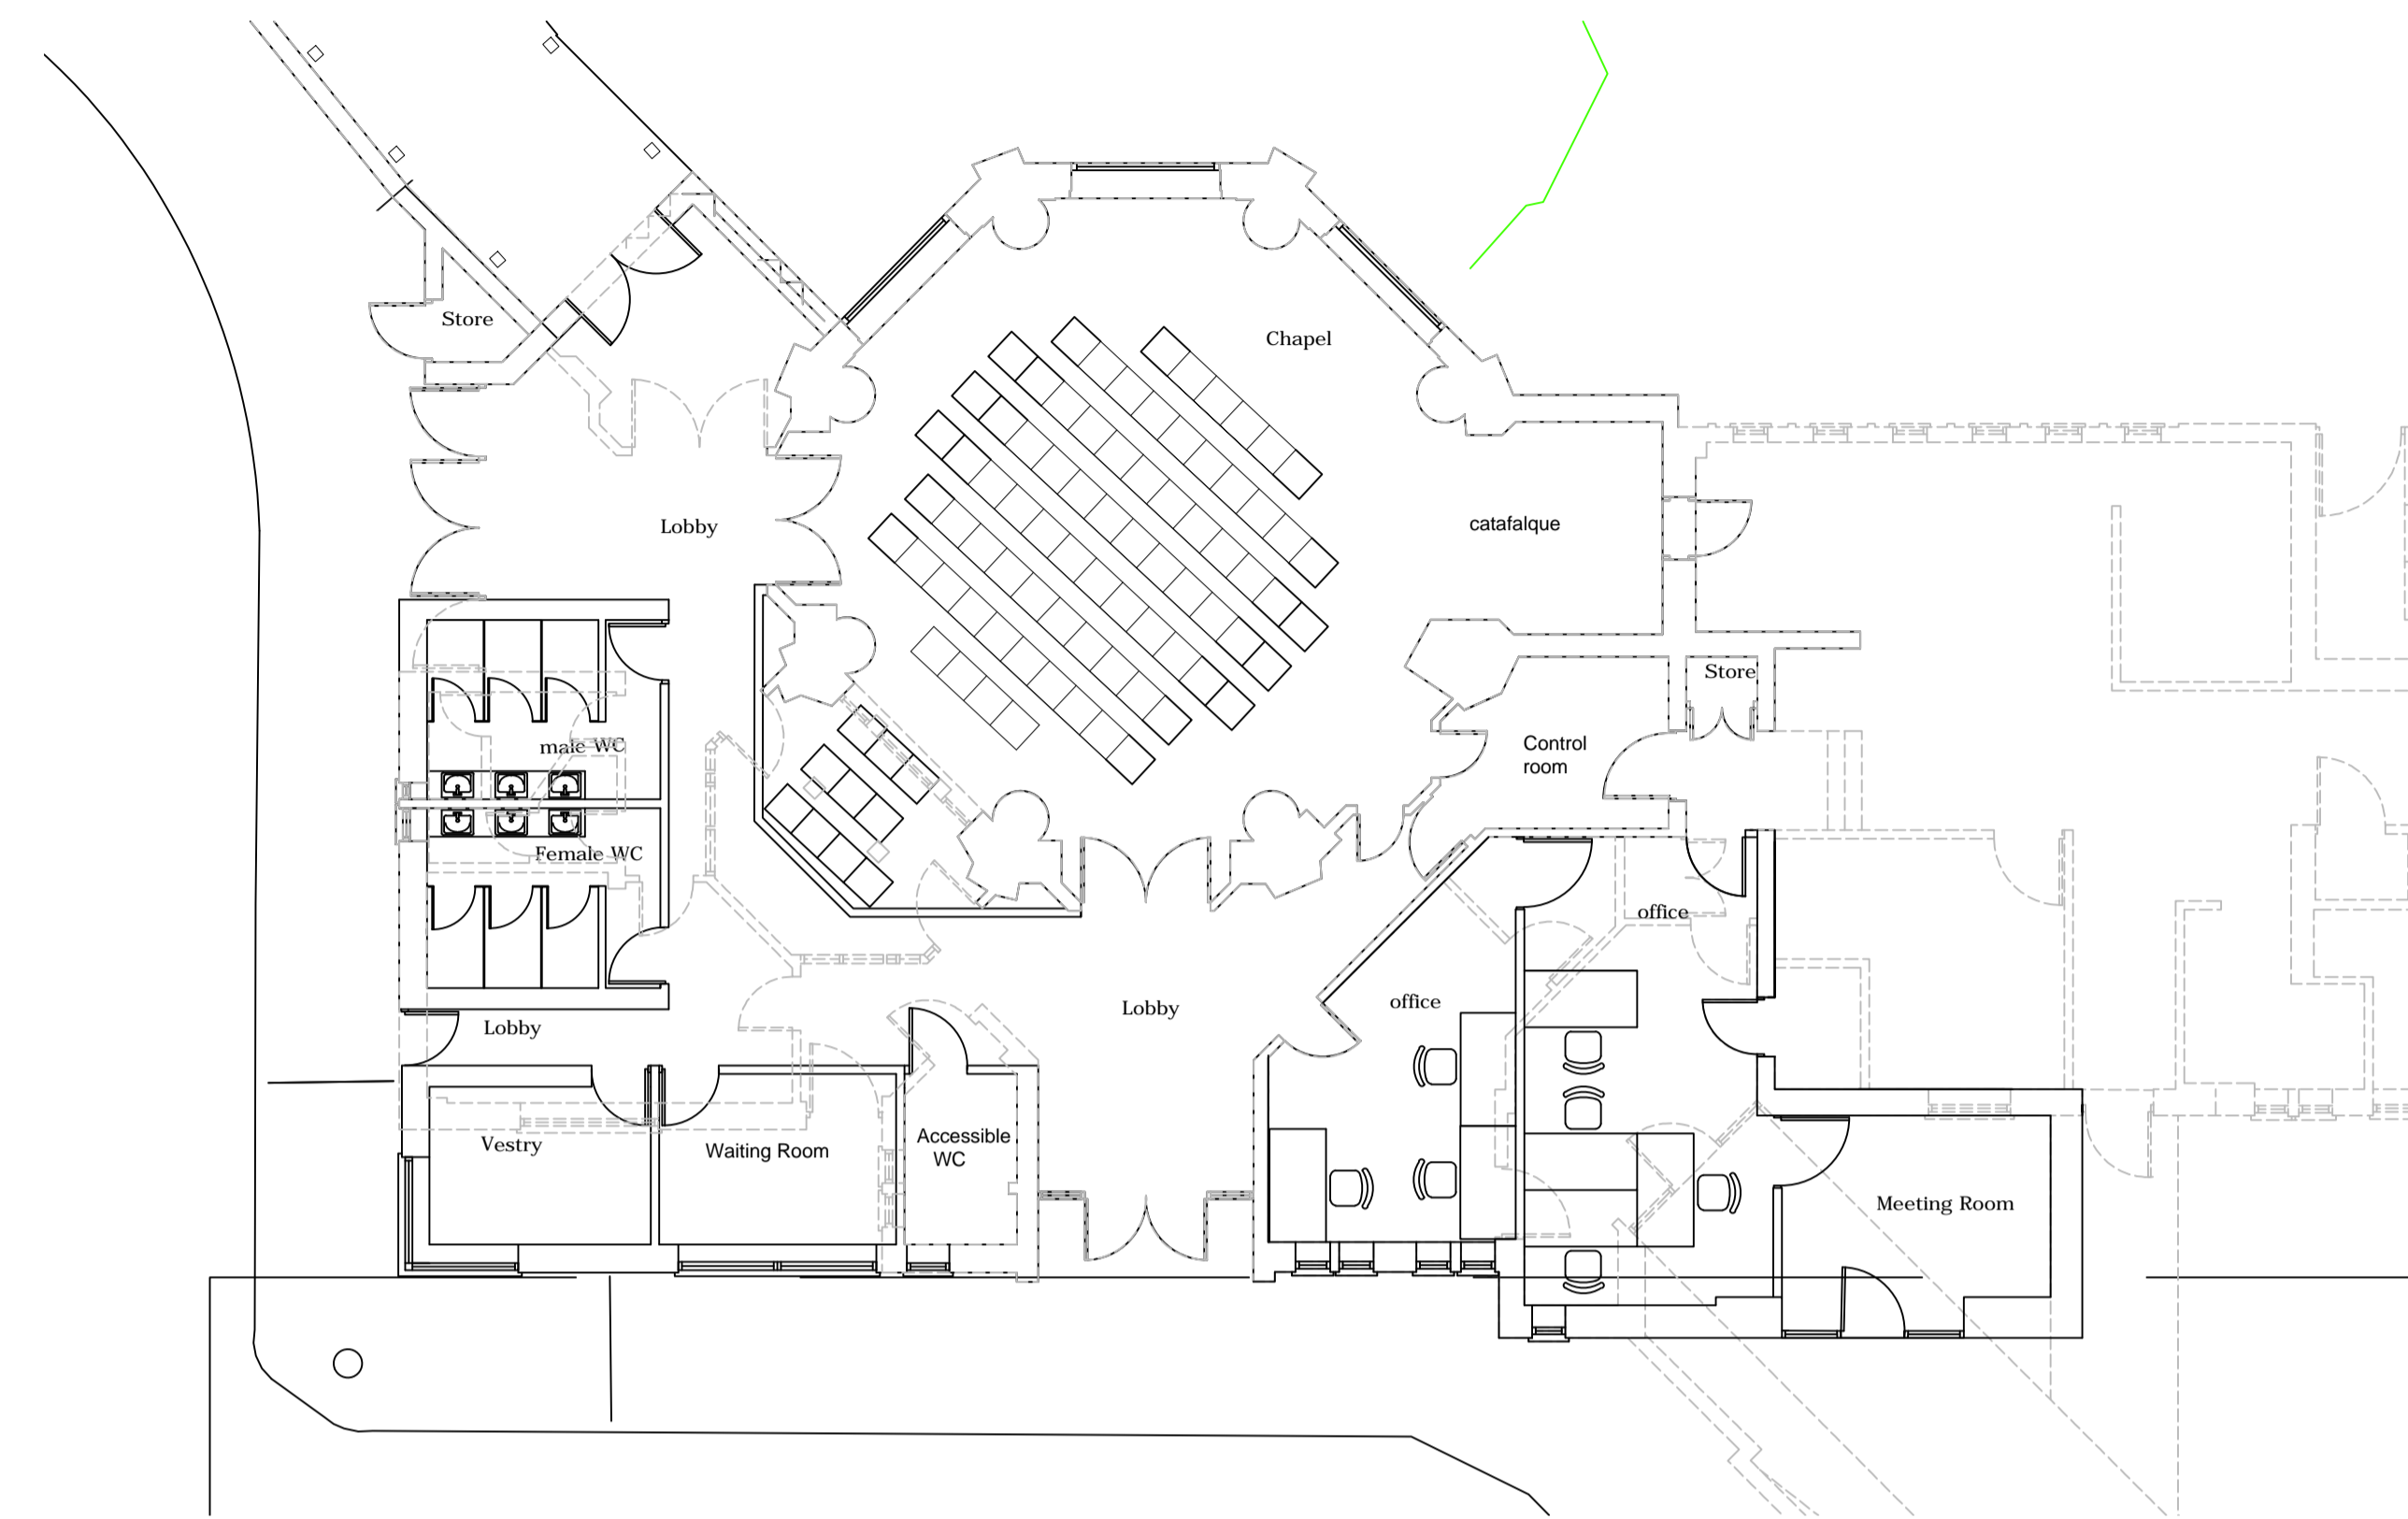 Store
Chapel
Lobby
catafalque
Store
male WC
Control
room
Female WC
office
office
Lobby
Lobby
Vestry
Waiting Room
Accessible
WC
Meeting Room